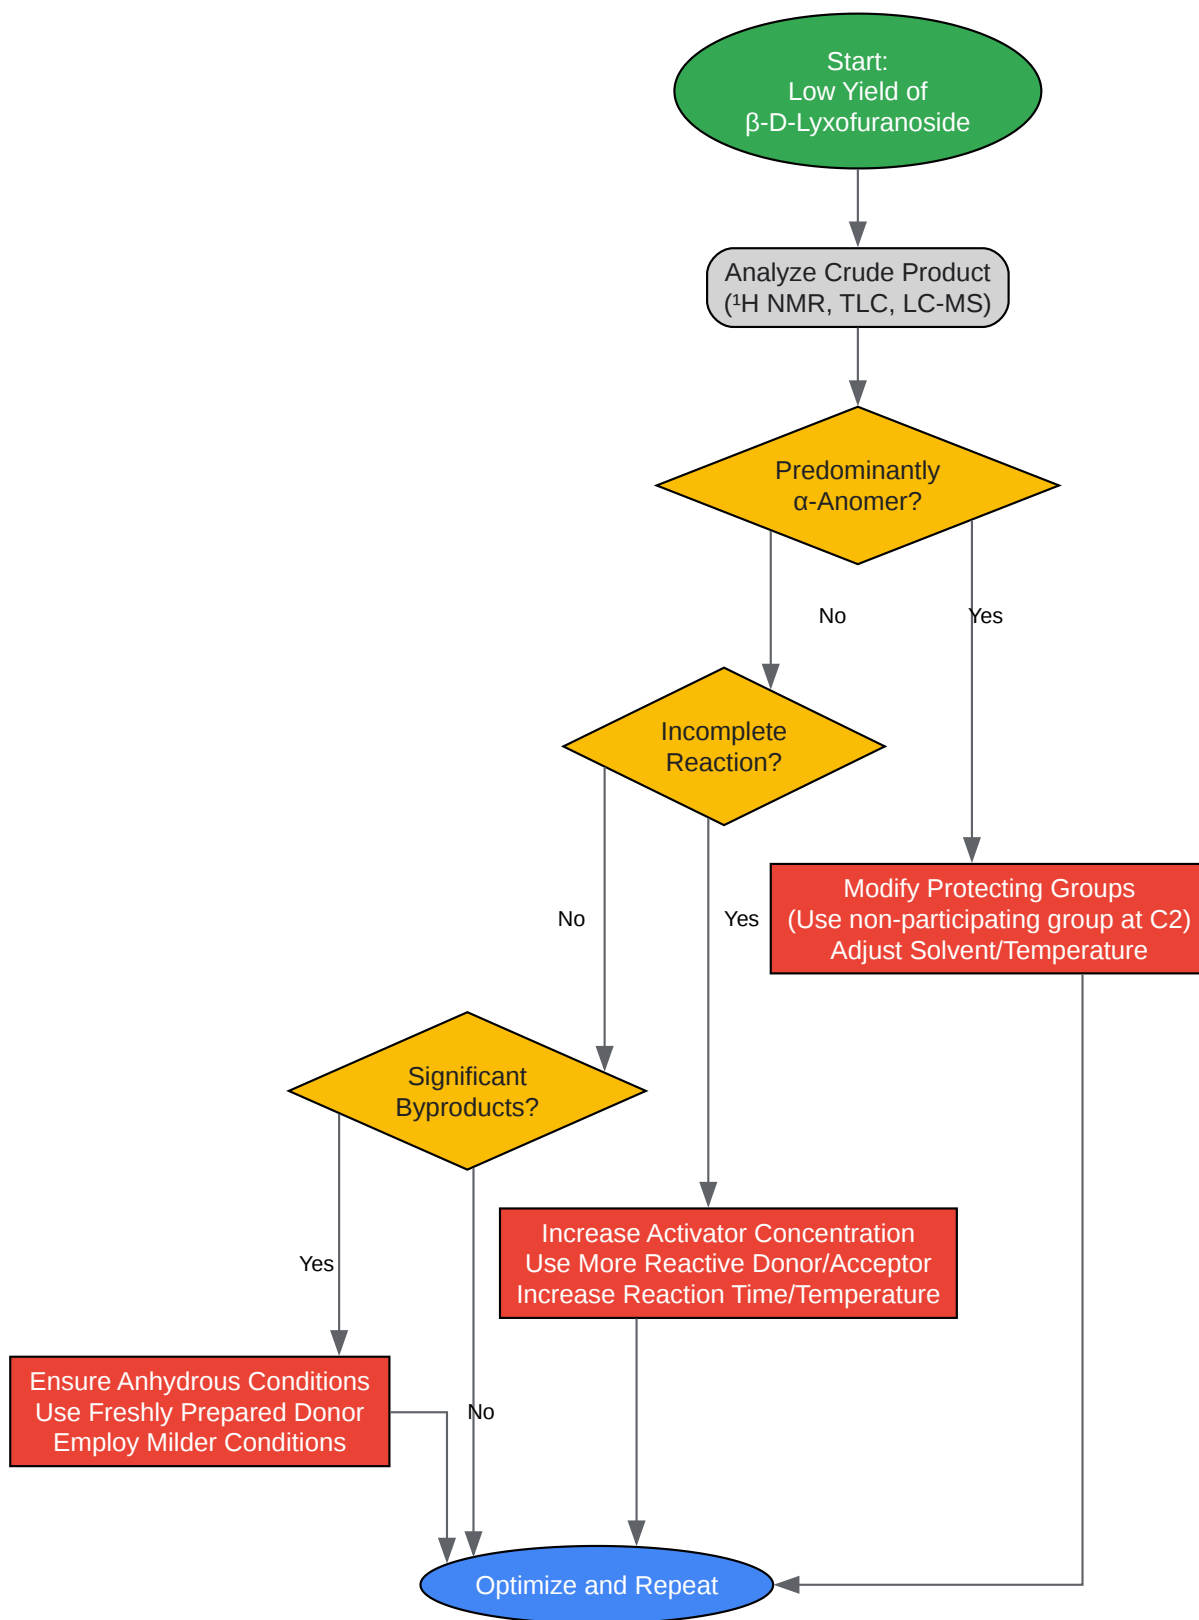 Start:
Low Yield of
β-D-Lyxofuranoside
Analyze Crude Product
(¹H NMR, TLC, LC-MS)
Predominantly
α-Anomer?
No
Yes
Incomplete
Reaction?
Modify Protecting Groups
(Use non-participating group at C2)
Adjust Solvent/Temperature
No
Yes
Significant
Byproducts?
Increase Activator Concentration
Use More Reactive Donor/Acceptor
Increase Reaction Time/Temperature
Yes
Ensure Anhydrous Conditions
Use Freshly Prepared Donor
Employ Milder Conditions
No
Optimize and Repeat